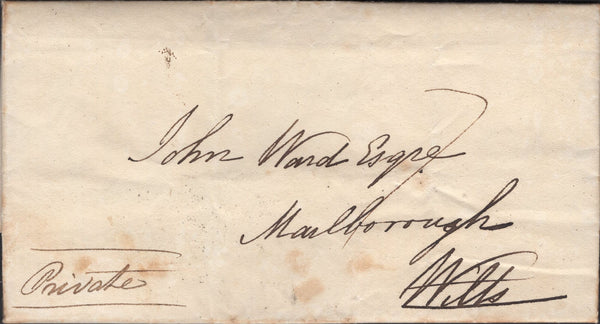 John Ward Esqre
Marlborough
Wilts
Private